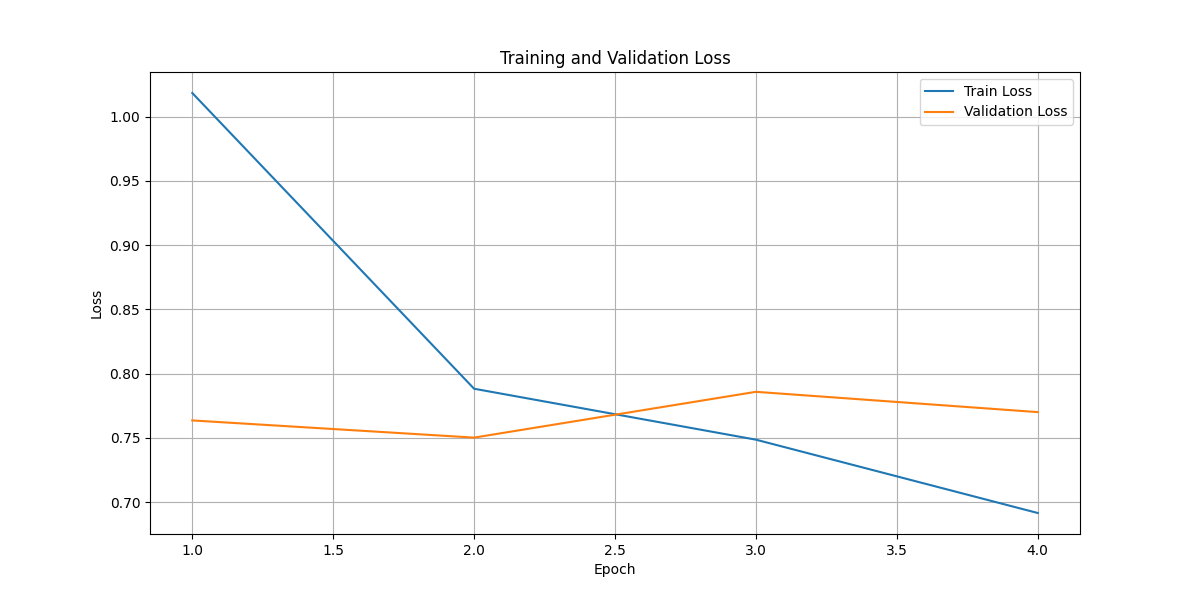 Training and Validation Loss
Train Loss
Validation Loss
1.00
0.95
0.90
0.85
0.80
0.75
0.70
Loss
1.0 1.5 2.0 2.5 3.0 3.5 4.0
Epoch